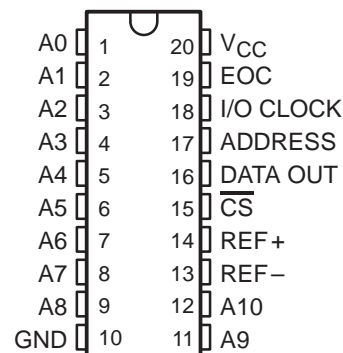 A0 1 20 VCC
A1 2 19 EOC
A2 3 18 I/O CLOCK
A3 4 17 ADDRESS
A4 5 16 DATA OUT
A5 6 15 C̅S̅
A6 7 14 REF+
A7 8 13 REF−
A8 9 12 A10
GND 10 11 A9